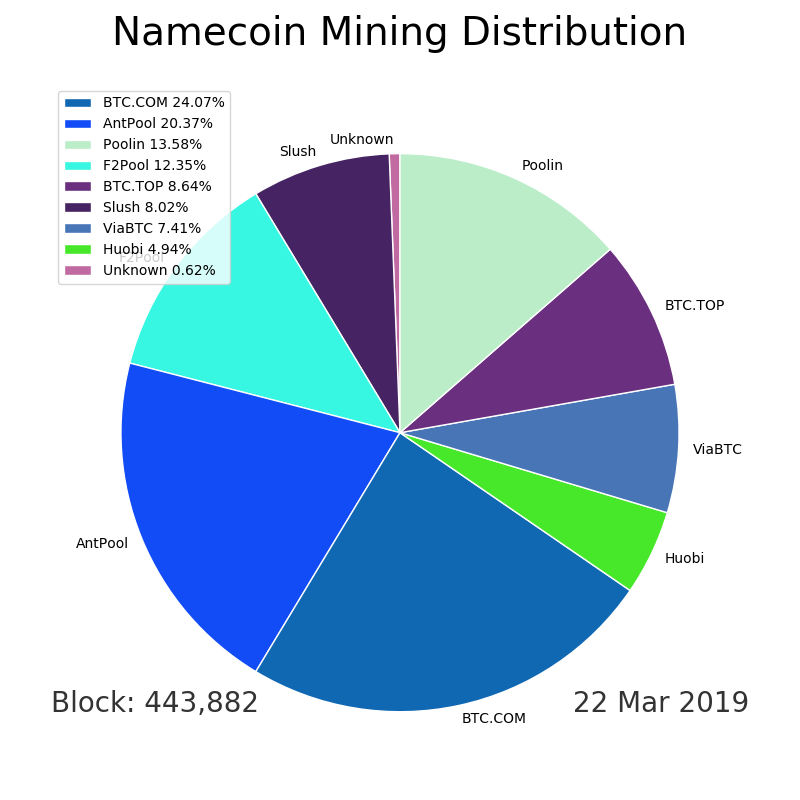 Namecoin Mining Distribution
BTC.COM 24.07%
AntPool 20.37%
Poolin 13.58%
F2Pool 12.35%
BTC.TOP 8.64%
Slush 8.02%
ViaBTC 7.41%
Huobi 4.94%
Unknown 0.62%
Unknown
Slush
Poolin
F2Pool
BTC.TOP
ViaBTC
AntPool
Huobi
BTC.COM
Block: 443,882
22 Mar 2019